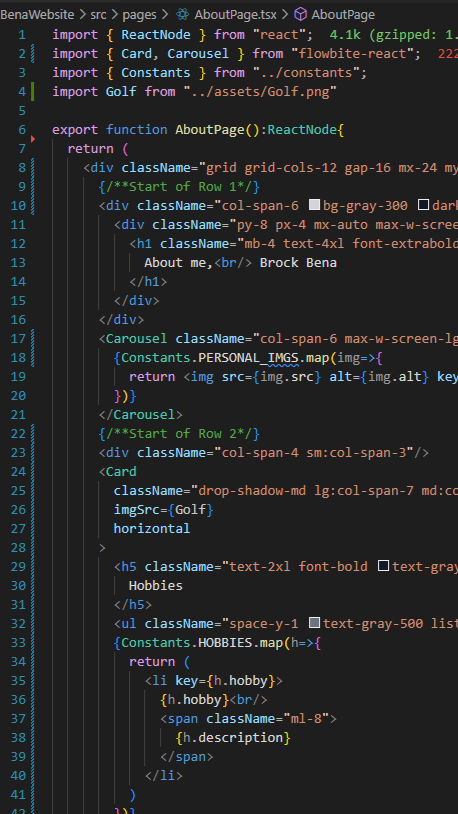 BenaWebsite > src > pages > AboutPage.tsx > AboutPage
1 import { ReactNode } from "react"; 4.1k (gzipped: 1.
2 import { Card, Carousel } from "flowbite-react"; 222
3 import { Constants } from "../constants";
4 import Golf from "../assets/Golf.png"
5
6 export function AboutPage():ReactNode{
7 return (
8 <div className="grid grid-cols-12 gap-16 mx-24 my
9 {/**Start of Row 1*/}
10 <div className="col-span-6 bg-gray-300 dar
11 <div className="py-8 px-4 mx-auto max-w-scree
12 <h1 className="mb-4 text-4xl font-extrabold
13 About me,<br/> Brock Bena
14 </h1>
15 </div>
16 </div>
17 <Carousel className="col-span-6 max-w-screen-lg
18 {Constants.PERSONAL_IMGS.map(img=>{
19 return <img src={img.src} alt={img.alt} key
20 })}
21 </Carousel>
22 {/**Start of Row 2*/}
23 <div className="col-span-4 sm:col-span-3"/>
24 <Card
25 className="drop-shadow-md lg:col-span-7 md:co
26 imgSrc={Golf}
27 horizontal
28 >
29 <h5 className="text-2xl font-bold text-gray
30 Hobbies
31 </h5>
32 <ul className="space-y-1 text-gray-500 list
33 {Constants.HOBBIES.map(h=>{
34 return (
35 <li key={h.hobby}>
36 {h.hobby}<br/>
37 <span className="ml-8">
38 {h.description}
39 </span>
40 </li>
41 )
42 })}